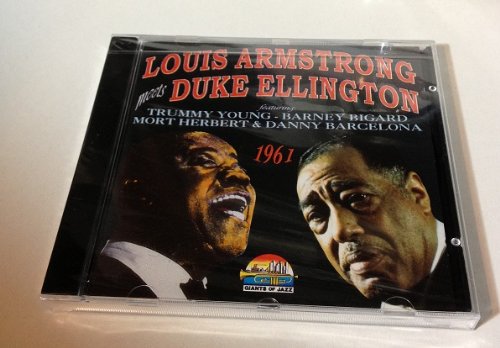 LOUIS ARMSTRONG
meets DUKE ELLINGTON
featuring
TRUMMY YOUNG - BARNEY BIGARD
MORT HERBERT & DANNY BARCELONA
1961
GIANTS OF JAZZ